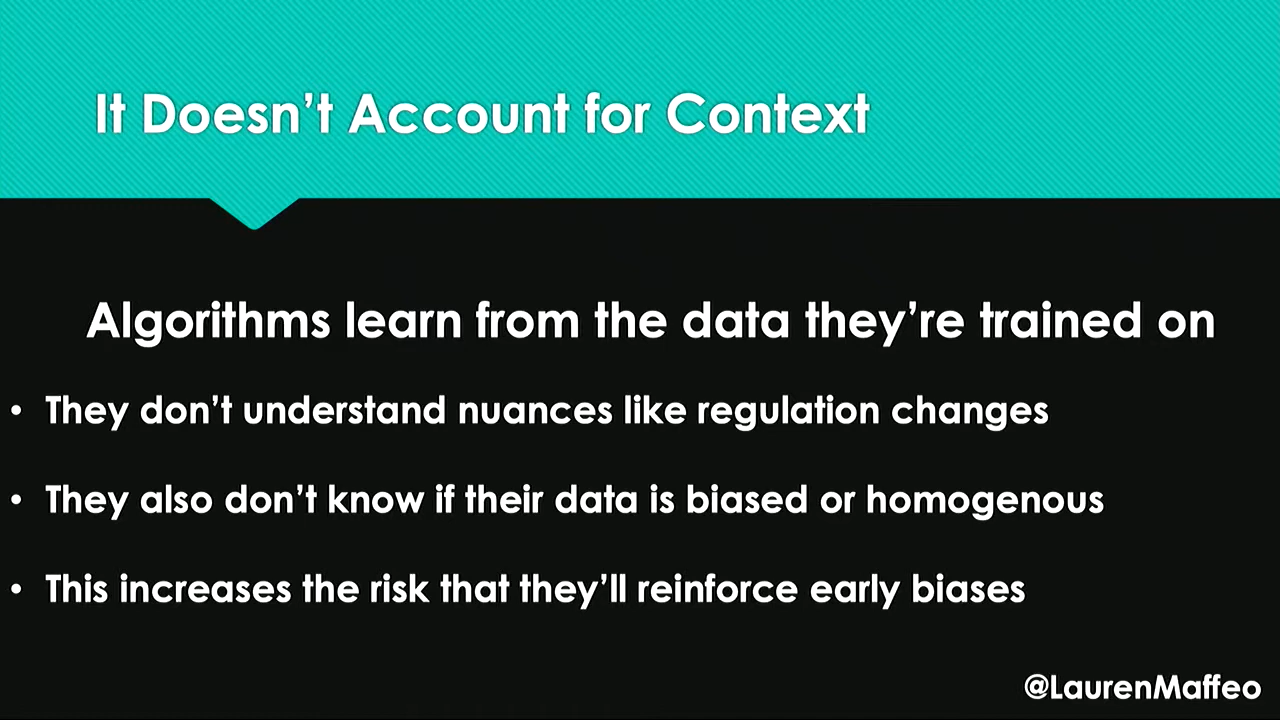 It Doesn’t Account for Context
Algorithms learn from the data they’re trained on
• They don’t understand nuances like regulation changes
• They also don’t know if their data is biased or homogenous
• This increases the risk that they’ll reinforce early biases
@LaurenMaffeo